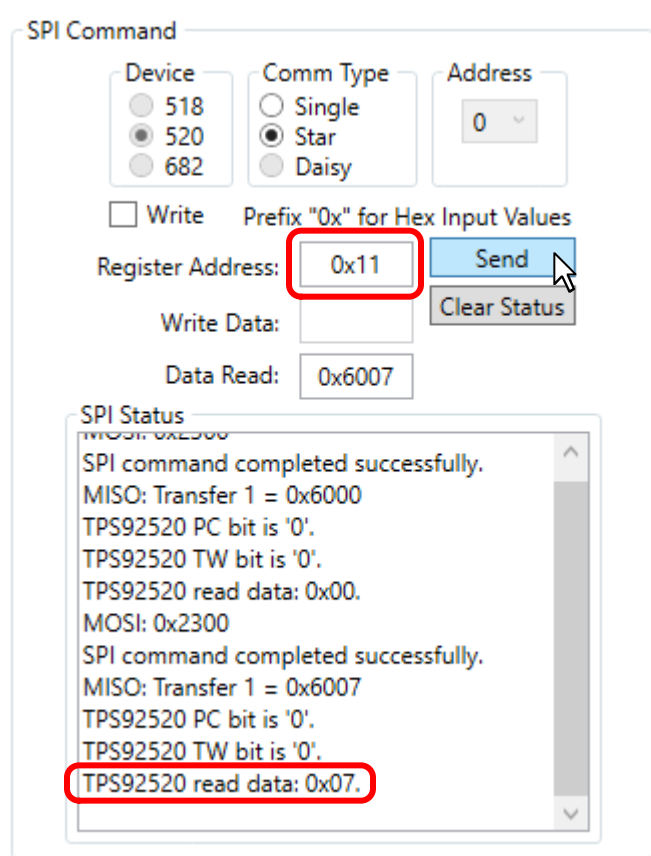 SPI Command
Device
Comm Type
Address
518
Single
0
520
Star
682
Daisy
Write
Prefix "0x" for Hex Input Values
Register Address:
0x11
Send
Write Data:
Clear Status
Data Read:
0x6007
SPI Status
MOSI: 0x2300
SPI command completed successfully.
MISO: Transfer 1 = 0x6000
TPS92520 PC bit is '0'.
TPS92520 TW bit is '0'.
TPS92520 read data: 0x00.
MOSI: 0x2300
SPI command completed successfully.
MISO: Transfer 1 = 0x6007
TPS92520 PC bit is '0'.
TPS92520 TW bit is '0'.
TPS92520 read data: 0x07.